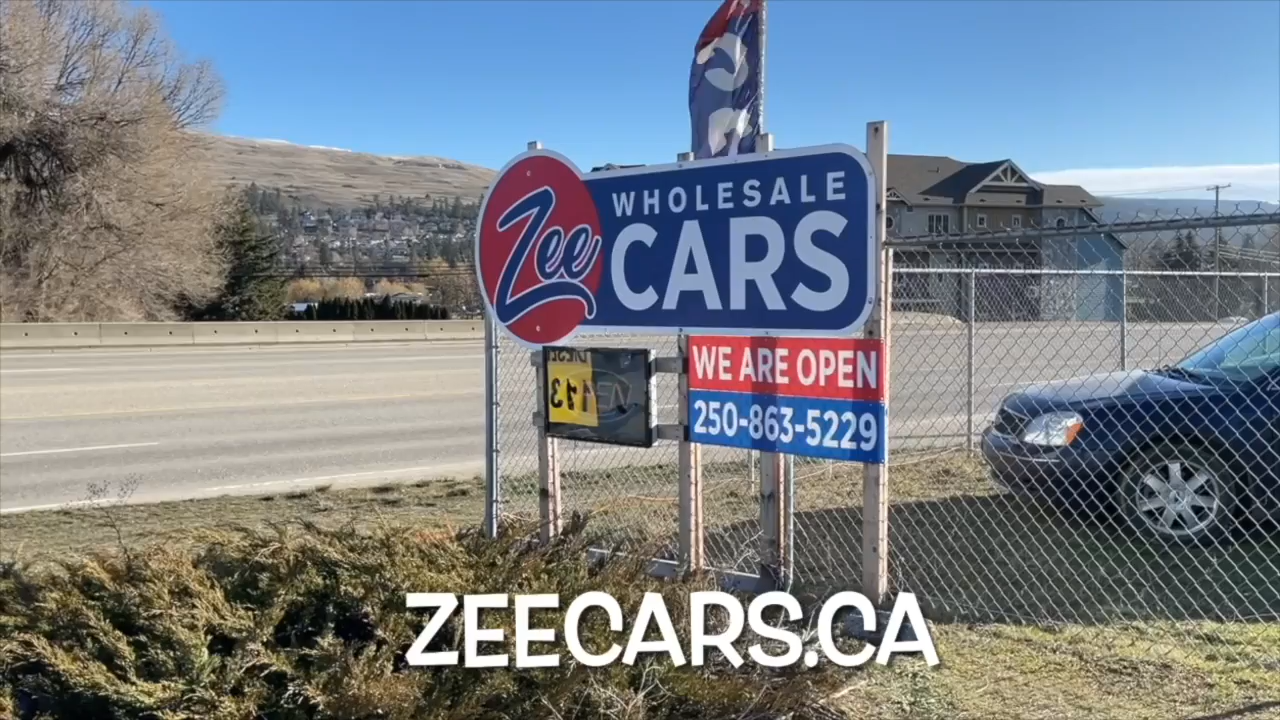 Zee
WHOLESALE
CARS
WE ARE OPEN
250-863-5229
ZEECARS.CA